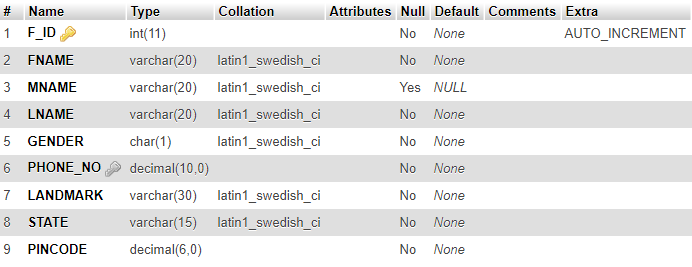 # Name Type Collation Attributes Null Default Comments Extra
1 F_ID int(11) No None AUTO_INCREMENT
2 FNAME varchar(20) latin1_swedish_ci No None
3 MNAME varchar(20) latin1_swedish_ci Yes NULL
4 LNAME varchar(20) latin1_swedish_ci No None
5 GENDER char(1) latin1_swedish_ci No None
6 PHONE_NO decimal(10,0) No None
7 LANDMARK varchar(30) latin1_swedish_ci No None
8 STATE varchar(15) latin1_swedish_ci No None
9 PINCODE decimal(6,0) No None